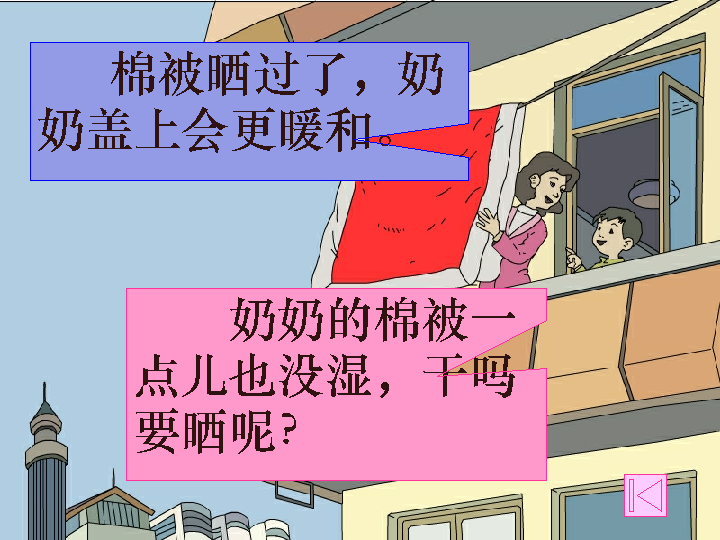 棉被晒过了，奶
奶盖上会更暖和。
奶奶的棉被一
点儿也没湿，干吗
要晒呢？